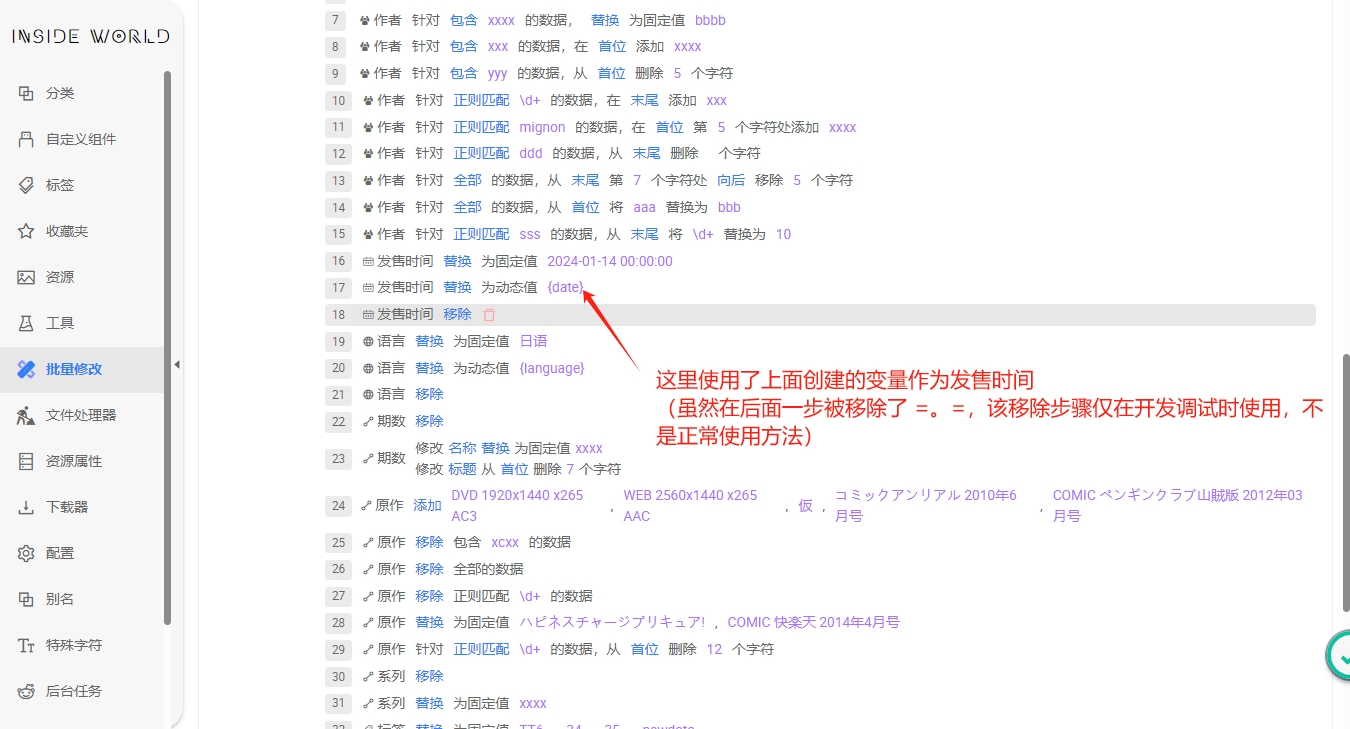 INSIDE WORLD
分类
自定义组件
标签
收藏夹
资源
工具
批量修改
文件处理器
资源属性
下载器
配置
别名
特殊字符
后台任务
7 作者 针对 包含 xxxx 的数据， 替换 为固定值 bbbb
8 作者 针对 包含 xxx 的数据，在 首位 添加 xxxx
9 作者 针对 包含 yyy 的数据，从 首位 删除 5 个字符
10 作者 针对 正则匹配 \d+ 的数据，在 末尾 添加 xxx
11 作者 针对 正则匹配 mignon 的数据，在 首位 第 5 个字符处添加 xxxx
12 作者 针对 正则匹配 ddd 的数据，从 末尾 删除 个字符
13 作者 针对 全部 的数据，从 末尾 第 7 个字符处 向后 移除 5 个字符
14 作者 针对 全部 的数据，从 首位 将 aaa 替换为 bbb
15 作者 针对 正则匹配 sss 的数据，从 末尾 将 \d+ 替换为 10
16 发售时间 替换 为固定值 2024-01-14 00:00:00
17 发售时间 替换 为动态值 {date}
18 发售时间 移除
19 语言 替换 为固定值 日语
20 语言 替换 为动态值 {language}
21 语言 移除
22 期数 移除
23 期数 修改 名称 替换 为固定值 xxxx
修改 标题 从 首位 删除 7 个字符
24 原作 添加 DVD 1920x1440 x265 AC3 , WEB 2560x1440 x265 AAC , 仮 , コミックアンリアル 2010年6月号 , COMIC ペンギンクラブ山賊版 2012年03月号
25 原作 移除 包含 xcxx 的数据
26 原作 移除 全部的数据
27 原作 移除 正则匹配 \d+ 的数据
28 原作 替换 为固定值 ハピネスチャージプリキュア! , COMIC 快楽天 2014年4月号
29 原作 针对 正则匹配 \d+ 的数据，从 首位 删除 12 个字符
30 系列 移除
31 系列 替换 为固定值 xxxx
这里使用了上面创建的变量作为发售时间
（虽然在后面一步被移除了 =。=，该移除步骤仅在开发调试时使用，不
是正常使用方法）